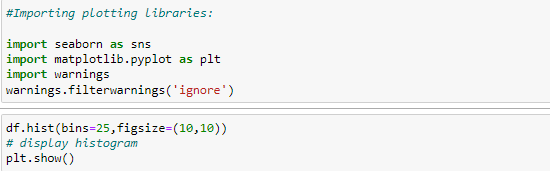 #Importing plotting libraries:
import seaborn as sns
import matplotlib.pyplot as plt
import warnings
warnings.filterwarnings('ignore')
df.hist(bins=25,figsize=(10,10))
# display histogram
plt.show()